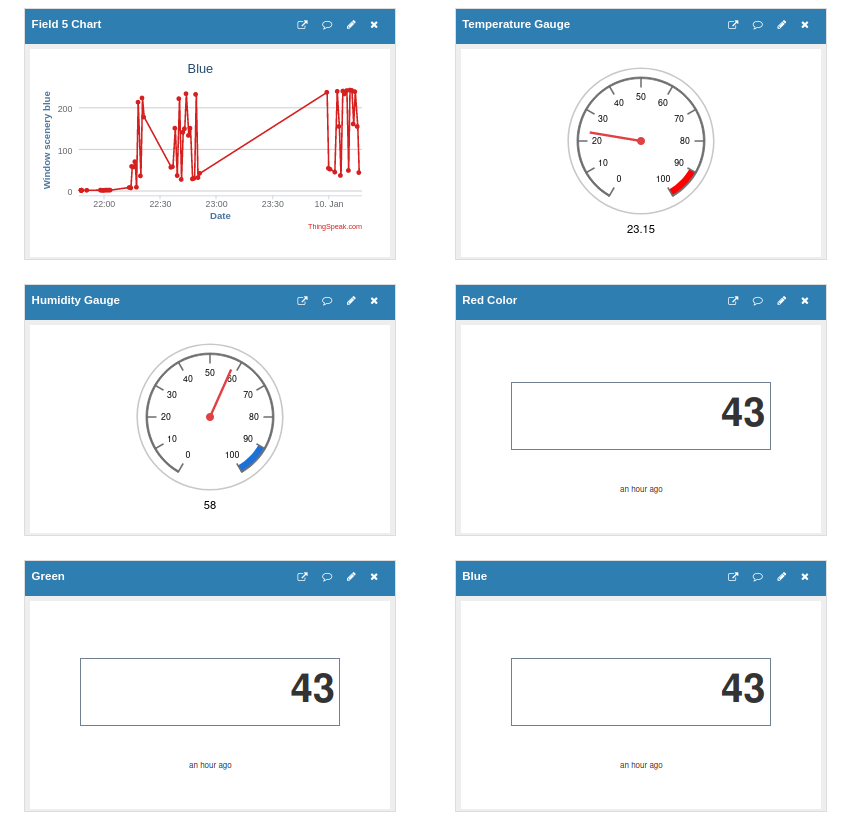 Field 5 Chart
Blue
Window scenery blue
200
100
0
22:00 22:30 23:00 23:30 10. Jan
Date
ThingSpeak.com
Temperature Gauge
0 10 20 30 40 50 60 70 80 90 100
23.15
Humidity Gauge
0 10 20 30 40 50 60 70 80 90 100
58
Red Color
43
an hour ago
Green
43
an hour ago
Blue
43
an hour ago